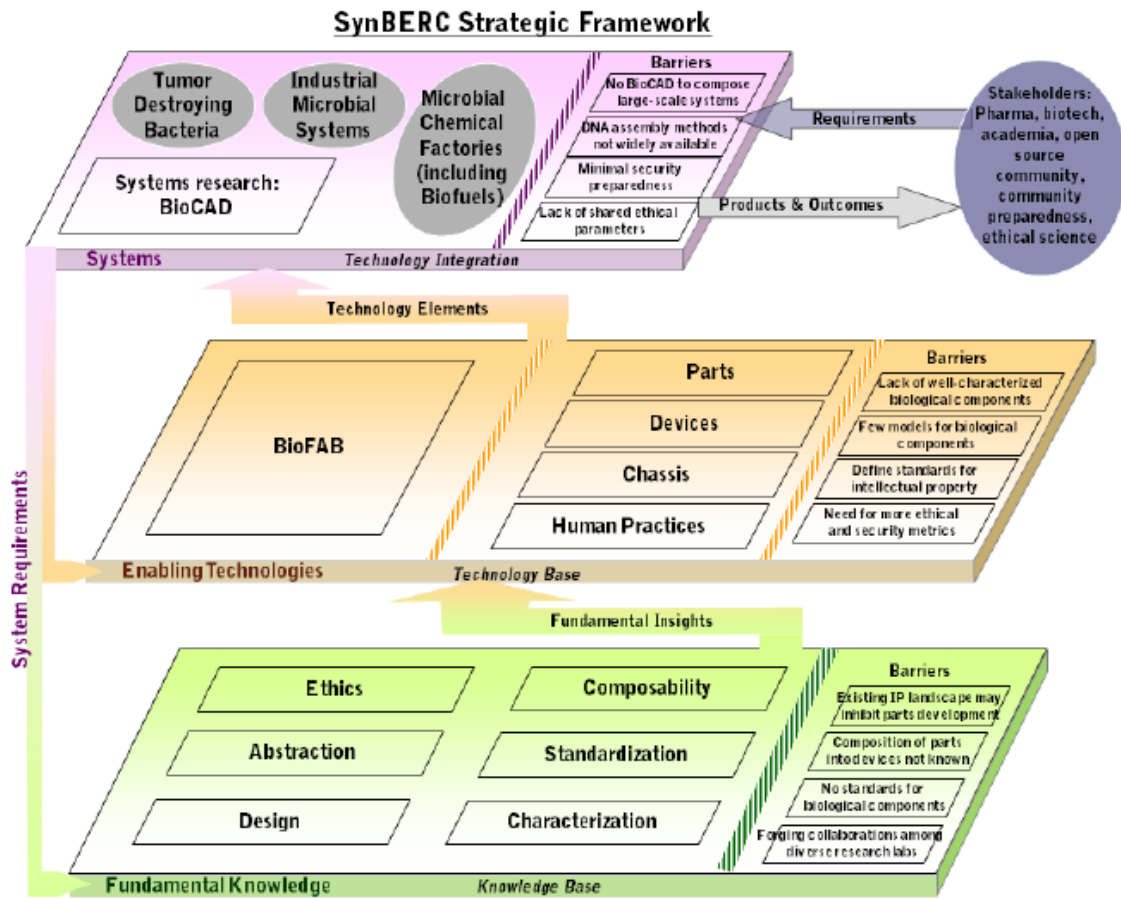 SynBERC Strategic Framework
Tumor
Destroying
Bacteria
Industrial
Microbial
Systems
Microbial
Chemical
Factories
(including
Biofuels)
Systems research:
BioCAD
Barriers
No BioCAD to compose
large-scale systems
DNA assembly methods
not widely available
Minimal security
preparedness
Lack of shared ethical
parameters
Requirements
Products & Outcomes
Stakeholders:
Pharma, biotech,
academia, open
source
community,
community
preparedness,
ethical science
Systems
Technology Integration
Technology Elements
BioFAB
Parts
Devices
Chassis
Human Practices
Barriers
Lack of well-characterized
biological components
Few models for biological
components
Define standards for
intellectual property
Need for more ethical
and security metrics
Enabling Technologies
Technology Base
System Requirements
Fundamental Insights
Ethics
Composability
Abstraction
Standardization
Design
Characterization
Barriers
Existing IP landscape may
inhibit parts development
Composition of parts
into devices not known
No standards for
biological components
Forging collaborations among
diverse research labs
Fundamental Knowledge
Knowledge Base